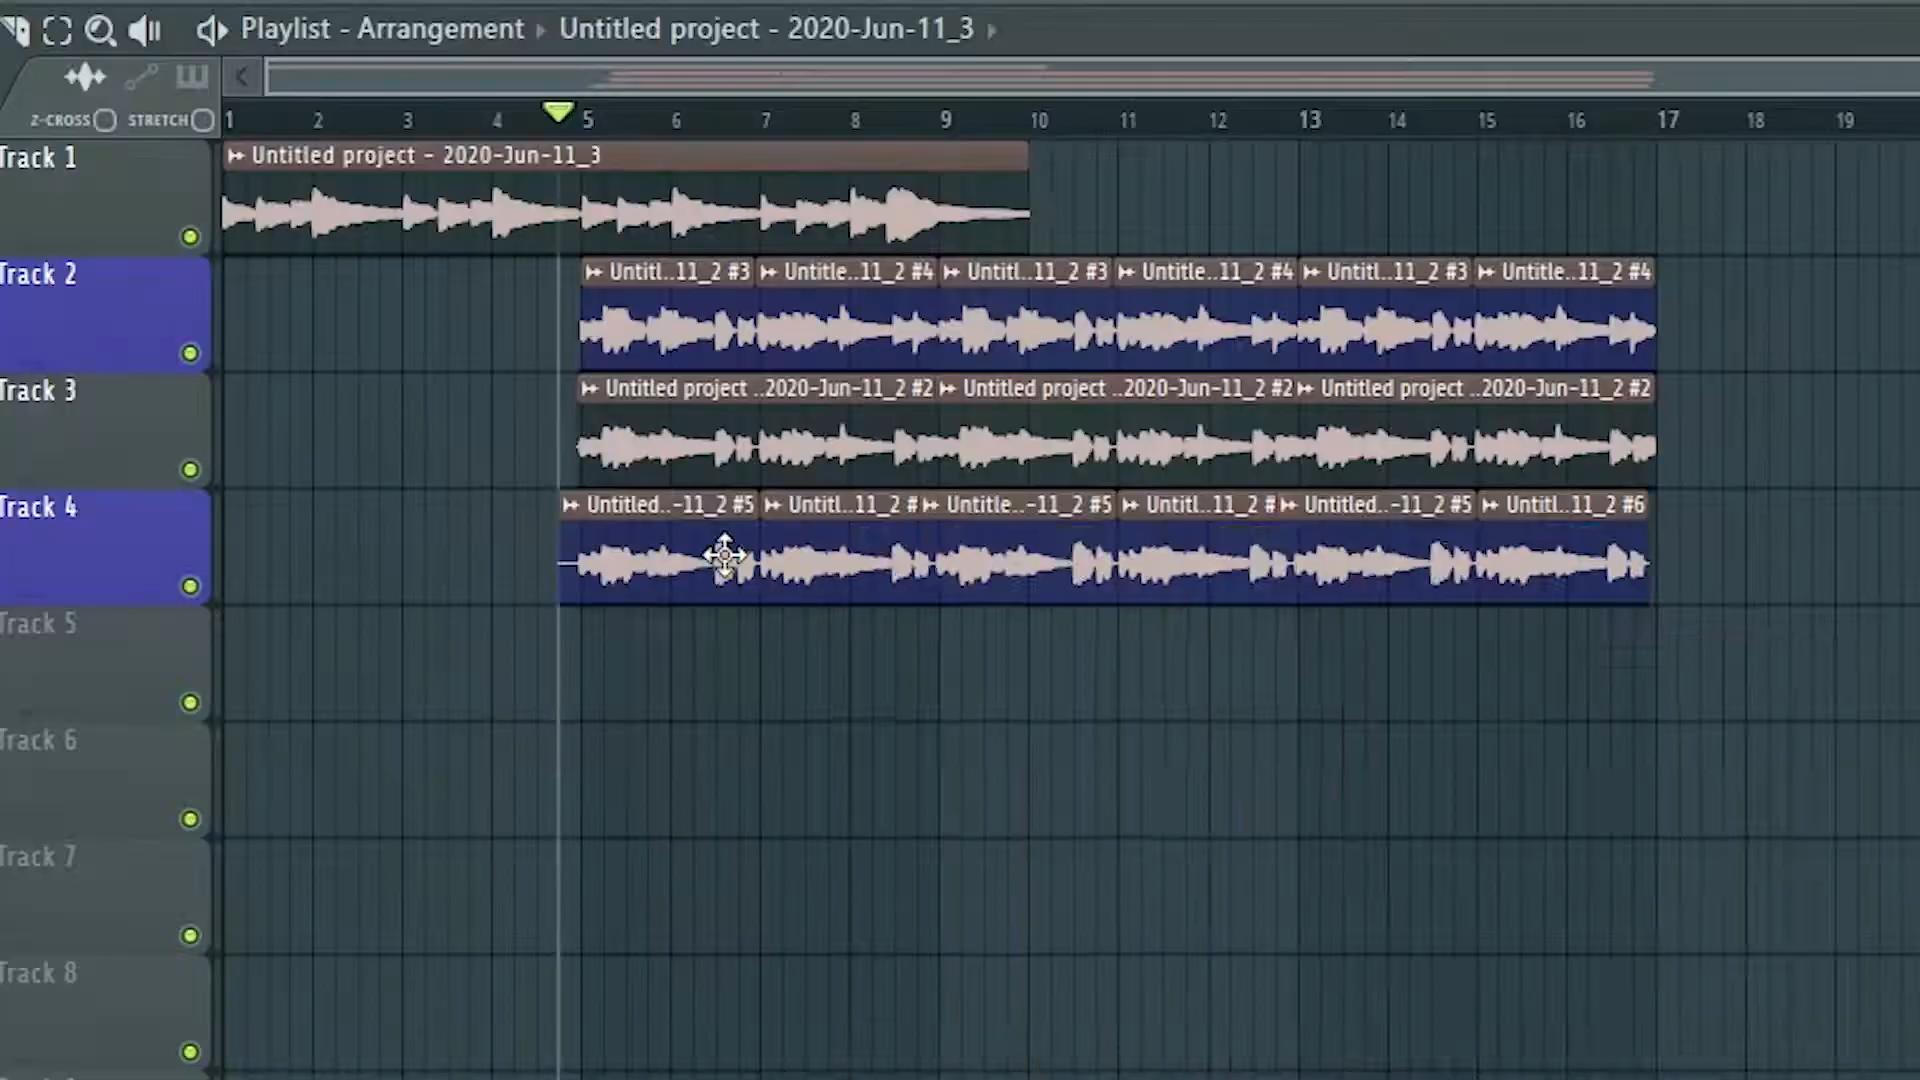 Playlist - Arrangement ▸ Untitled project - 2020-Jun-11_3 ▸
Z-CROSS STRETCH 1 2 3 4 5 6 7 8 9 10 11 12 13 14 15 16 17 18 19
Track 1 Untitled project - 2020-Jun-11_3
Track 2 Untitl..11_2 #3 Untitle..11_2 #4 Untitl..11_2 #3 Untitle..11_2 #4 Untitl..11_2 #3 Untitle..11_2 #4
Track 3 Untitled project ..2020-Jun-11_2 #2 Untitled project ..2020-Jun-11_2 #2 Untitled project ..2020-Jun-11_2 #2
Track 4 Untitled..-11_2 #5 Untitl..11_2 # Untitle..-11_2 #5 Untitl..11_2 # Untitled..-11_2 #5 Untitl..11_2 #6
Track 5
Track 6
Track 7
Track 8